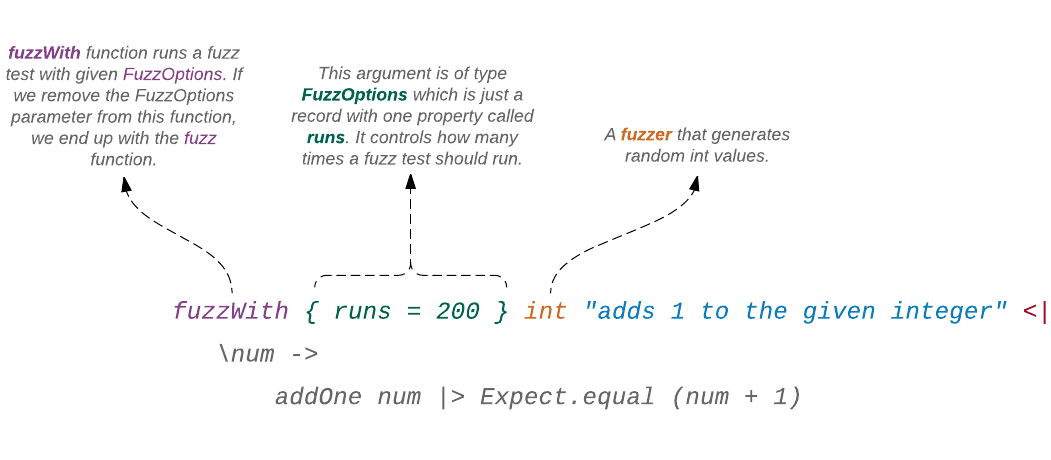 fuzzWith function runs a fuzz
test with given FuzzOptions. If
we remove the FuzzOptions
parameter from this function,
we end up with the fuzz
function.
This argument is of type
FuzzOptions which is just a
record with one property called
runs. It controls how many
times a fuzz test should run.
A fuzzer that generates
random int values.
fuzzWith { runs = 200 } int "adds 1 to the given integer" <|
\num ->
addOne num |> Expect.equal (num + 1)